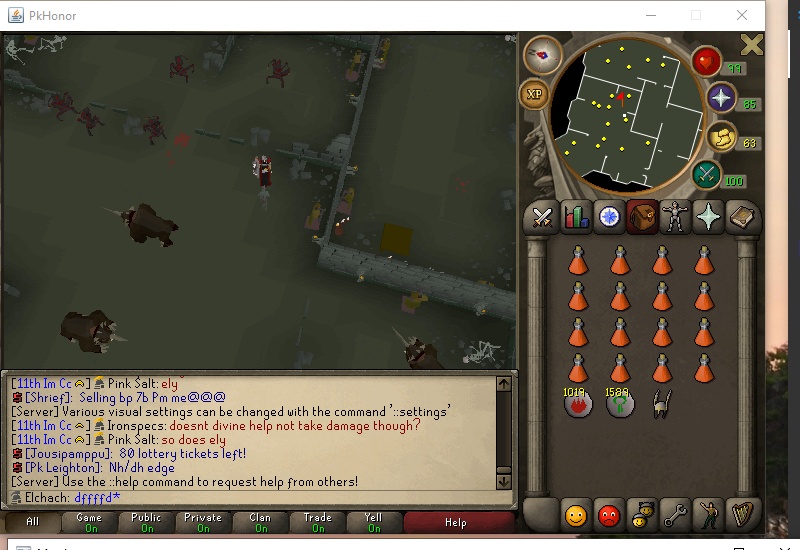 PkHonor
XP
99
85
63
100
[11th Im Cc] Pink Salt: ely
[Shrief]: Selling bp 7b Pm me@@@
[Server] Various visual settings can be changed with the command '::settings'
[11th Im Cc] Ironspecs: doesnt divine help not take damage though?
[11th Im Cc] Pink Salt: so does ely
[Jousipamppu]: 80 lottery tickets left!
[Pk Leighton]: Nh/dh edge
[Server] Use the ::help command to request help from others!
Elchach: dffffd*
1019
1589
All
Game
On
Public
On
Private
On
Clan
On
Trade
On
Yell
On
Help